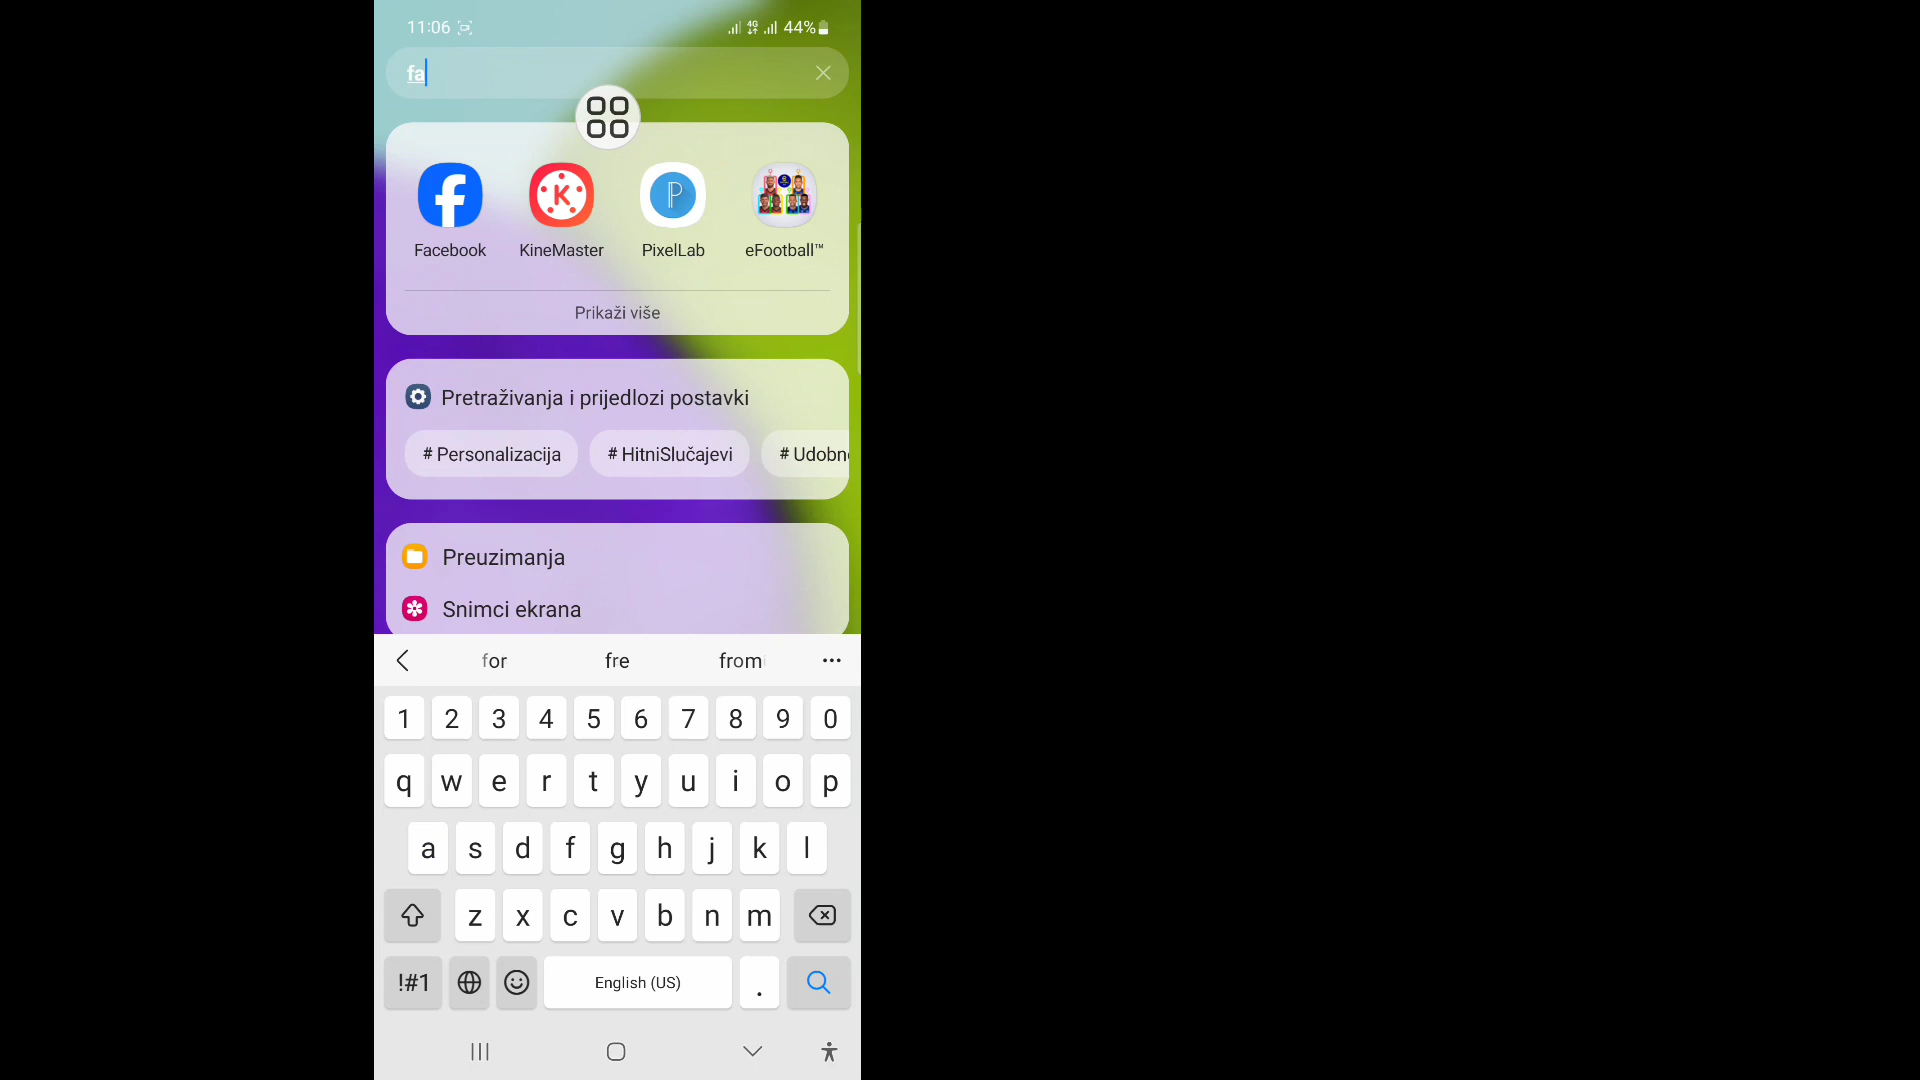 11:06 4G 44%
fa
Facebook KineMaster PixelLab eFootball™
Prikaži više
Pretraživanja i prijedlozi postavki
# Personalizacija # HitniSlučajevi # Udobn
Preuzimanja
Snimci ekrana
for fre from
1 2 3 4 5 6 7 8 9 0
q w e r t y u i o p
a s d f g h j k l
z x c v b n m
!#1 English (US) .